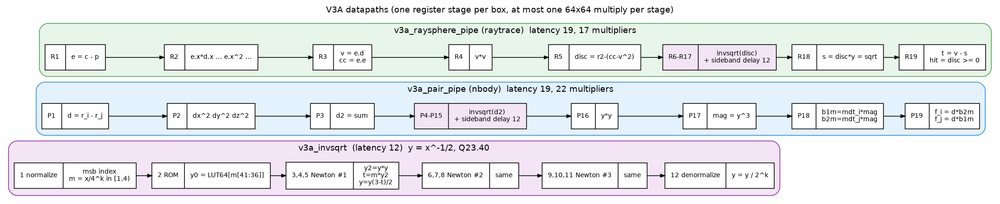 V3A datapaths (one register stage per box, at most one 64x64 multiply per stage)
v3a_raysphere_pipe (raytrace)  latency 19, 17 multipliers
R1
e = c - p
R2
e.x*d.x ... e.x^2 ...
R3
v = e.d
cc = e.e
R4
v*v
R5
disc = r2-(cc-v^2)
R6-R17
invsqrt(disc)
+ sideband delay 12
R18
s = disc*y = sqrt
R19
t = v - s
hit = disc >= 0
v3a_pair_pipe (nbody)  latency 19, 22 multipliers
P1
d = r_i - r_j
P2
dx^2 dy^2 dz^2
P3
d2 = sum
P4-P15
invsqrt(d2)
+ sideband delay 12
P16
y*y
P17
mag = y^3
P18
b1m=mdt_i*mag
b2m=mdt_j*mag
P19
f_i = d*b2m
f_j = d*b1m
v3a_invsqrt  (latency 12)  y = x^-1/2, Q23.40
1 normalize
msb index
m = x/4^k in [1,4)
2 ROM
y0 = LUT64[m[41:36]]
3,4,5 Newton #1
y2=y*y
t=m*y2
y=y(3-t)/2
6,7,8 Newton #2
same
9,10,11 Newton #3
same
12 denormalize
y = y / 2^k